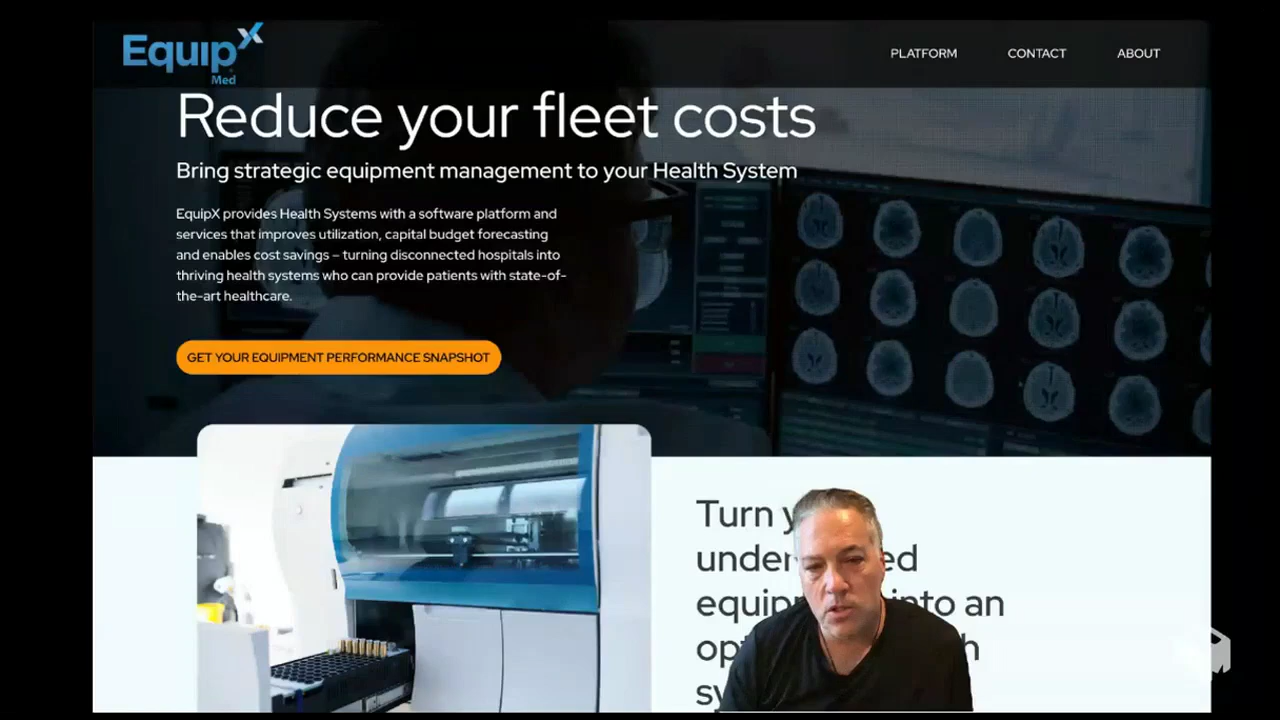 EquipX
Med
PLATFORM CONTACT ABOUT
Reduce your fleet costs
Bring strategic equipment management to your Health System
EquipX provides Health Systems with a software platform and
services that improves utilization, capital budget forecasting
and enables cost savings – turning disconnected hospitals into
thriving health systems who can provide patients with state-of-
the-art healthcare.
GET YOUR EQUIPMENT PERFORMANCE SNAPSHOT
Turn
into an